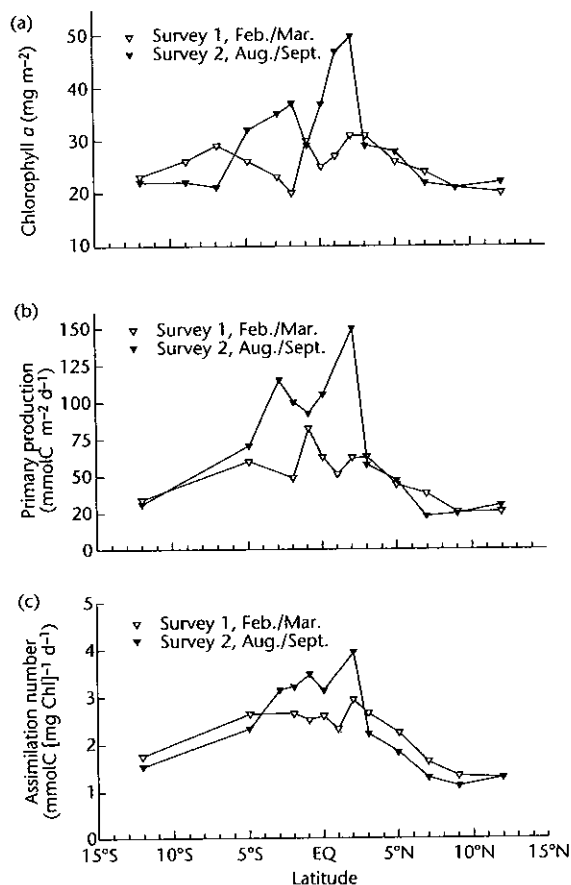 (a)
50
40
30
20
10
Chlorophyll a (mg m–2)
Survey 1, Feb./Mar.
Survey 2, Aug./Sept.
(b)
150
125
100
75
50
20
0
Primary production
(mmolC m–2 d–1)
Survey 1, Feb./Mar.
Survey 2, Aug./Sept.
(c)
5
4
3
2
1
0
Assimilation number
(mmolC [mg Chl]–1 d–1)
Survey 1, Feb./Mar.
Survey 2, Aug./Sept.
15°S 10°S 5°S EQ 5°N 10°N 15°N
Latitude